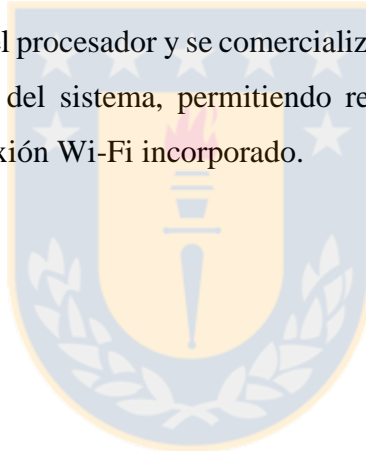 l procesador y se comercializ
del sistema, permitiendo re
xión Wi-Fi incorporado.